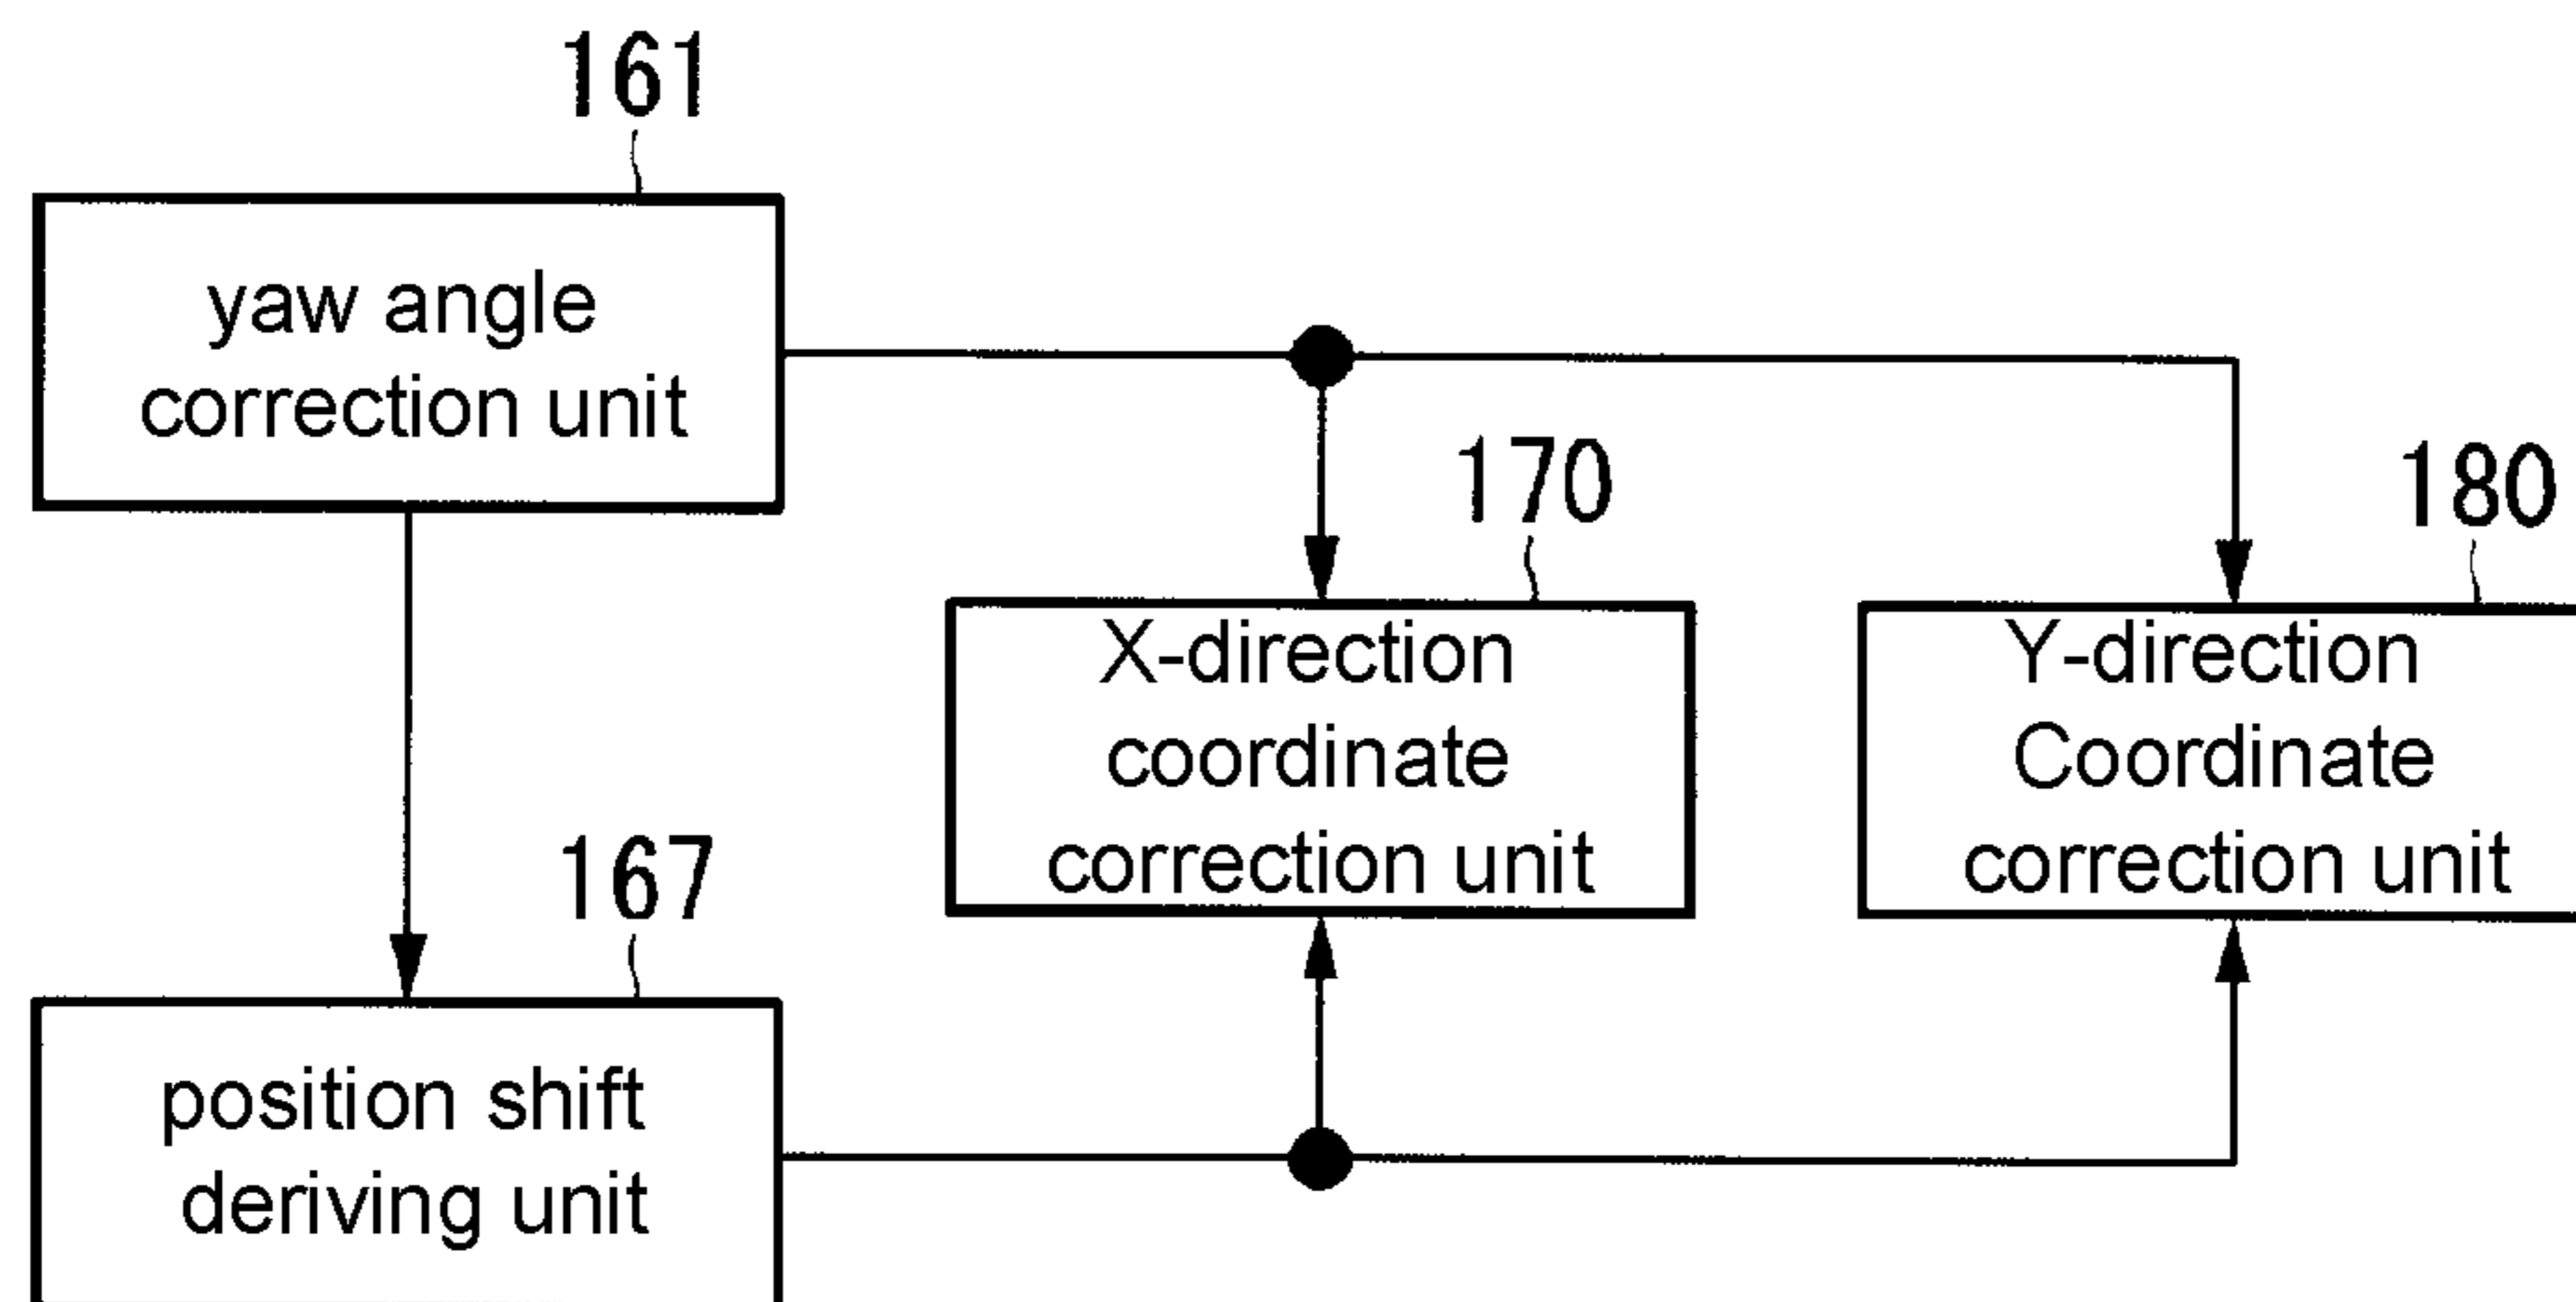 161
yaw angle
correction unit
170
180
X-direction
coordinate
correction unit
Y-direction
Coordinate
correction unit
167
position shift
deriving unit